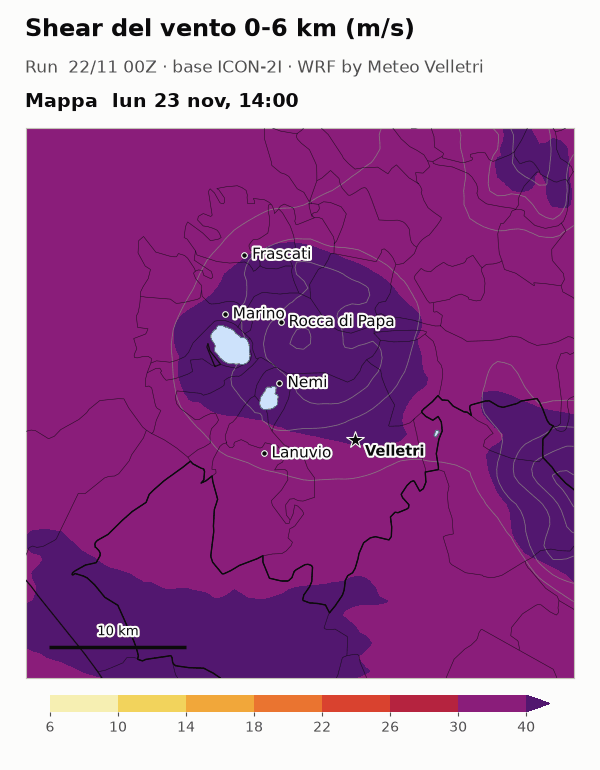 Shear del vento 0-6 km (m/s)
Run  22/11 00Z · base ICON-2I · WRF by Meteo Velletri
Mappa  lun 23 nov, 14:00
Frascati
Marino
Rocca di Papa
Nemi
Velletri
Lanuvio
10 km
6 10 14 18 22 26 30 40